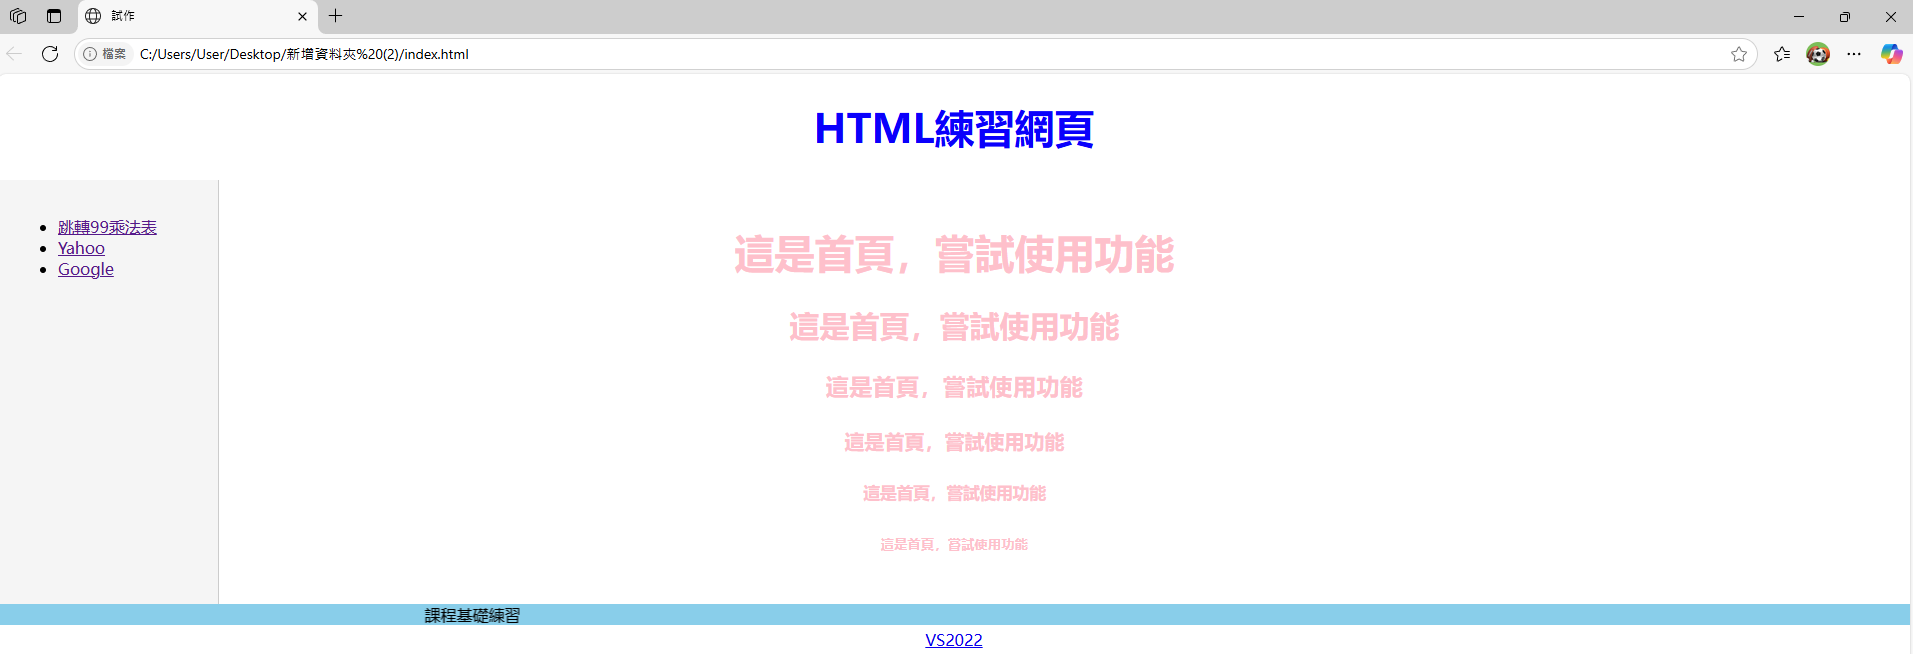 試作
檔案 C:/Users/User/Desktop/新增資料夾%20(2)/index.html
HTML練習網頁
跳轉99乘法表
Yahoo
Google
這是首頁，嘗試使用功能
這是首頁，嘗試使用功能
這是首頁，嘗試使用功能
這是首頁，嘗試使用功能
這是首頁，嘗試使用功能
這是首頁，嘗試使用功能
課程基礎練習
VS2022